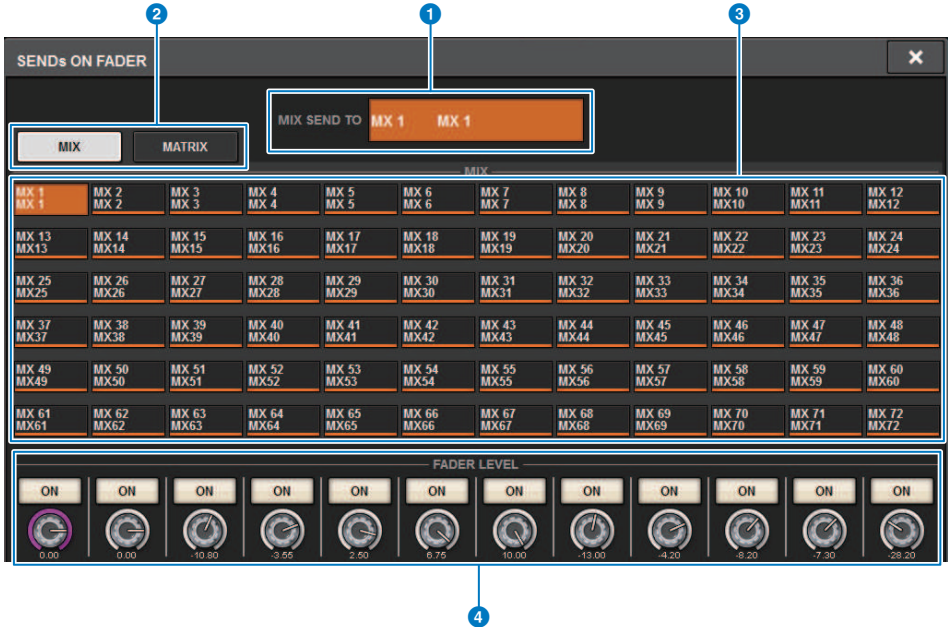 2 1 3
SENDs ON FADER ×
MIX SEND TO MX 1 MX 1
MIX MATRIX
MIX
MX 1 MX 2 MX 3 MX 4 MX 5 MX 6 MX 7 MX 8 MX 9 MX 10 MX 11 MX 12
MX 1 MX 2 MX 3 MX 4 MX 5 MX 6 MX 7 MX 8 MX 9 MX10 MX11 MX12
MX 13 MX 14 MX 15 MX 16 MX 17 MX 18 MX 19 MX 20 MX 21 MX 22 MX 23 MX 24
MX13 MX14 MX15 MX16 MX17 MX18 MX19 MX20 MX21 MX22 MX23 MX24
MX 25 MX 26 MX 27 MX 28 MX 29 MX 30 MX 31 MX 32 MX 33 MX 34 MX 35 MX 36
MX25 MX26 MX27 MX28 MX29 MX30 MX31 MX32 MX33 MX34 MX35 MX36
MX 37 MX 38 MX 39 MX 40 MX 41 MX 42 MX 43 MX 44 MX 45 MX 46 MX 47 MX 48
MX37 MX38 MX39 MX40 MX41 MX42 MX43 MX44 MX45 MX46 MX47 MX48
MX 49 MX 50 MX 51 MX 52 MX 53 MX 54 MX 55 MX 56 MX 57 MX 58 MX 59 MX 60
MX49 MX50 MX51 MX52 MX53 MX54 MX55 MX56 MX57 MX58 MX59 MX60
MX 61 MX 62 MX 63 MX 64 MX 65 MX 66 MX 67 MX 68 MX 69 MX 70 MX 71 MX 72
MX61 MX62 MX63 MX64 MX65 MX66 MX67 MX68 MX69 MX70 MX71 MX72
FADER LEVEL
ON ON ON ON ON ON ON ON ON ON ON ON
0.00 0.00 -10.80 -3.55 2.50 6.75 10.00 -13.00 -4.20 -8.20 -7.30 -28.20
4